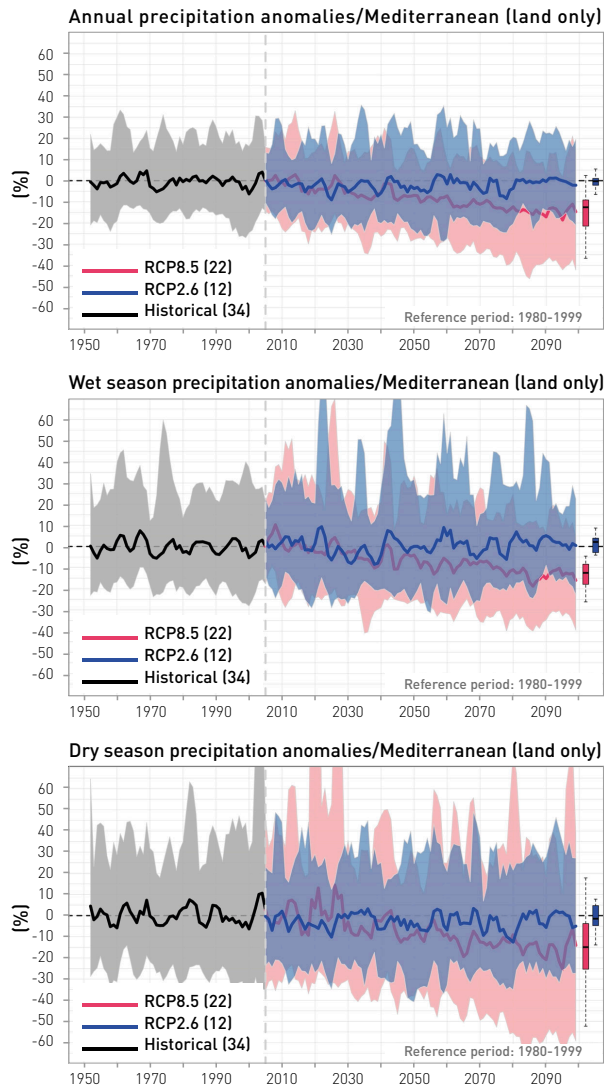 Annual precipitation anomalies/Mediterranean (land only)
60
50
40
30
20
10
0
-10
-20
-30
-40
-50
-60
(%)
RCP8.5 (22)
RCP2.6 (12)
Historical (34)
Reference period: 1980-1999
1950 1970 1990 2010 2030 2050 2070 2090
Wet season precipitation anomalies/Mediterranean (land only)
60
50
40
30
20
10
0
-10
-20
-30
-40
-50
-60
(%)
RCP8.5 (22)
RCP2.6 (12)
Historical (34)
Reference period: 1980-1999
1950 1970 1990 2010 2030 2050 2070 2090
Dry season precipitation anomalies/Mediterranean (land only)
60
50
40
30
20
10
0
-10
-20
-30
-40
-50
-60
(%)
RCP8.5 (22)
RCP2.6 (12)
Historical (34)
Reference period: 1980-1999
1950 1970 1990 2010 2030 2050 2070 2090